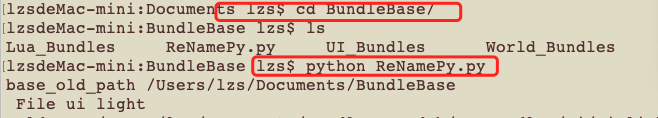 [lzsdeMac-mini:Documents lzs$ cd BundleBase/
[lzsdeMac-mini:BundleBase lzs$ ls
Lua_Bundles ReNamePy.py UI_Bundles World_Bundles
[lzsdeMac-mini:BundleBase lzs$ python ReNamePy.py
base_old_path /Users/lzs/Documents/BundleBase
File ui light